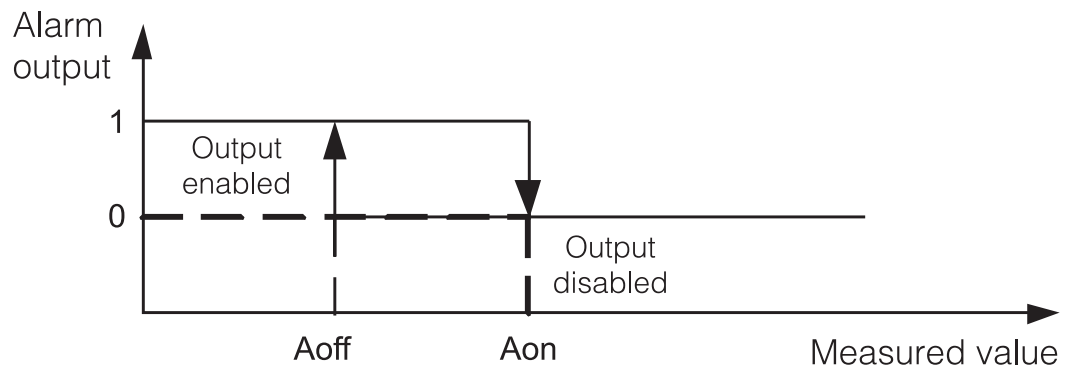 Alarm
output
1
Output
enabled
0
Output
disabled
Aoff
Aon
Measured value